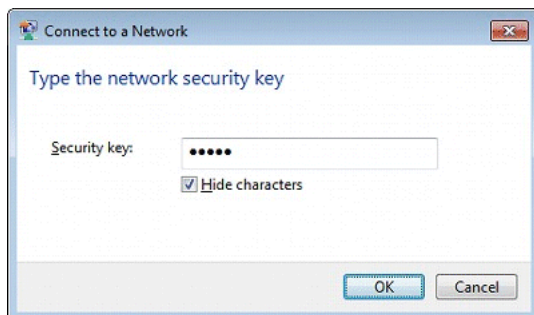 Connect to a Network
Type the network security key
Security key: •••••
Hide characters
OK Cancel